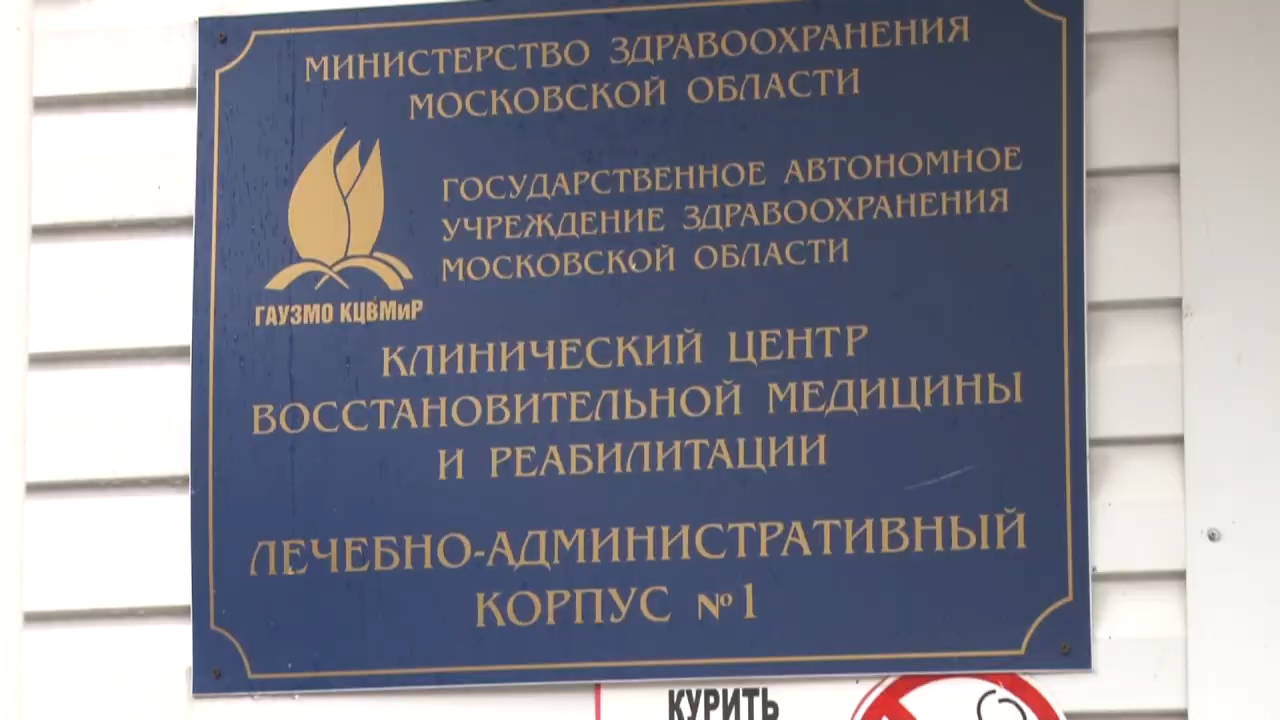 МИНИСТЕРСТВО ЗДРАВООХРАНЕНИЯ
МОСКОВСКОЙ ОБЛАСТИ
ГОСУДАРСТВЕННОЕ АВТОНОМНОЕ
УЧРЕЖДЕНИЕ ЗДРАВООХРАНЕНИЯ
МОСКОВСКОЙ ОБЛАСТИ
ГАУЗМО КЦВМиР
КЛИНИЧЕСКИЙ ЦЕНТР
ВОССТАНОВИТЕЛЬНОЙ МЕДИЦИНЫ
И РЕАБИЛИТАЦИИ
ЛЕЧЕБНО-АДМИНИСТРАТИВНЫЙ
КОРПУС №1
КУРИТЬ